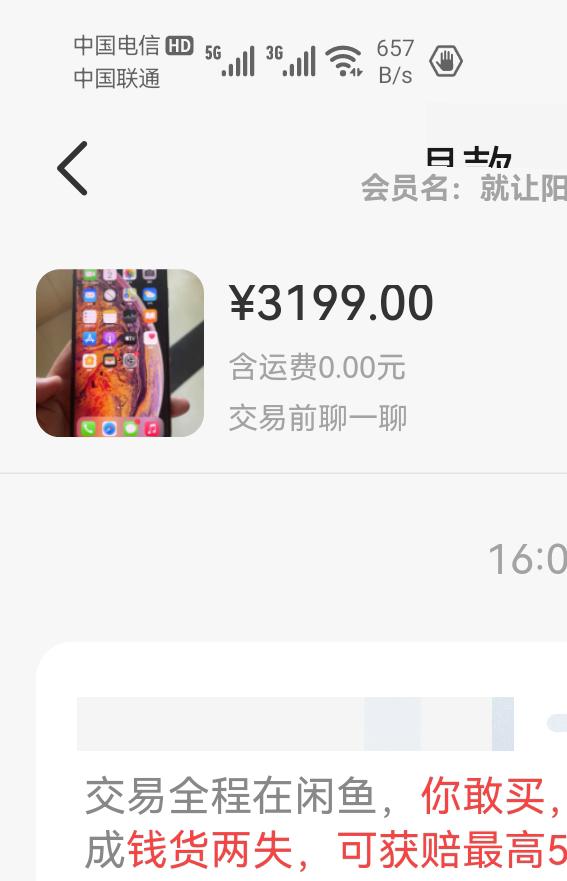 中国电信 HD 5G 3G 657
中国联通 B/s
会员名：就让阳
¥3199.00
含运费0.00元
交易前聊一聊
16:0
交易全程在闲鱼，你敢买，
成钱货两失，可获赔最高5